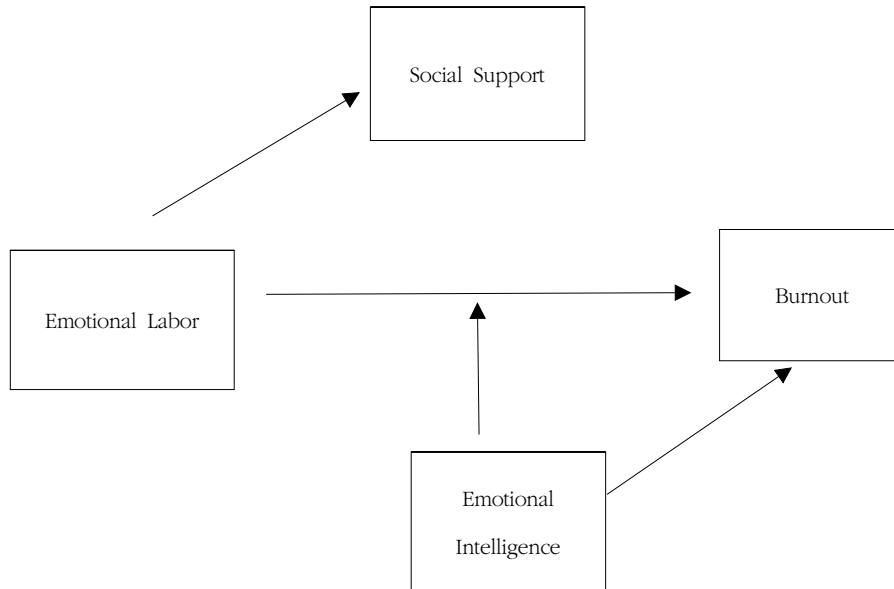 Social Support
Emotional Labor
Burnout
Emotional
Intelligence